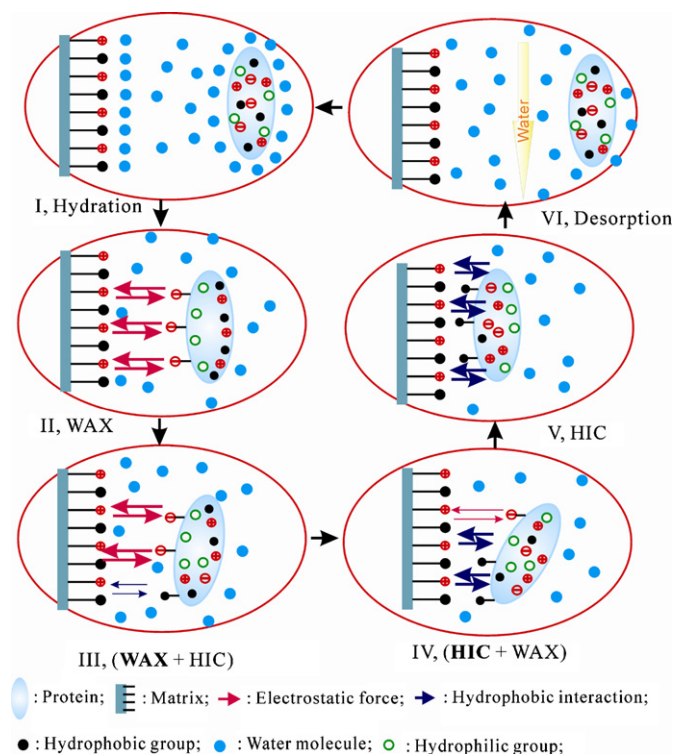 Water
I, Hydration
VI, Desorption
II, WAX
V, HIC
III, (WAX + HIC)
IV, (HIC + WAX)
: Protein; : Matrix; : Electrostatic force; : Hydrophobic interaction;
: Hydrophobic group; : Water molecule; : Hydrophilic group;